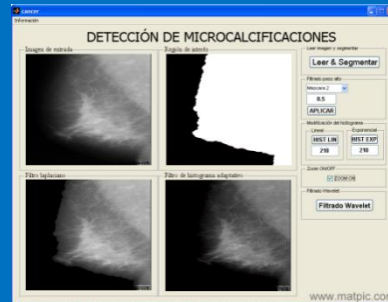 cancer
Información
DETECCIÓN DE MICROCALCIFICACIONES
Imagen de entrada
Región de interés
Leer imagen y segmentar
Leer & Segmentar
Filtrado paso alto
Mascara 2
0.5
APLICAR
Modificación del histograma
Lineal
Exponencial
HIST LIN
HIST EXP
210
210
Zoom ON/OFF
ZOOM ON
Filtro laplaciano
Filtro de histograma adaptativo
Filtrado Wavelet
Filtrado Wavelet
www.matpic.com